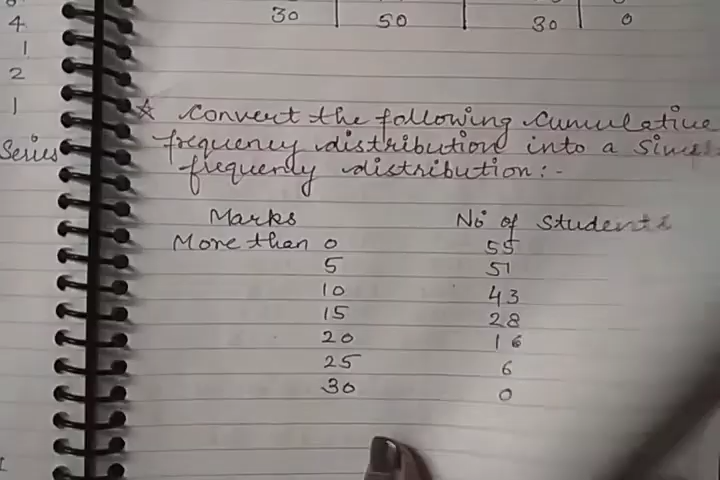 4
1
2
1
Series
30 50 30 0
☆ Convert the following cumulative
frequency distribution into a
frequency distribution :-
Marks No of Students
More than 0 55
5 51
10 43
15 28
20 16
25 6
30 0